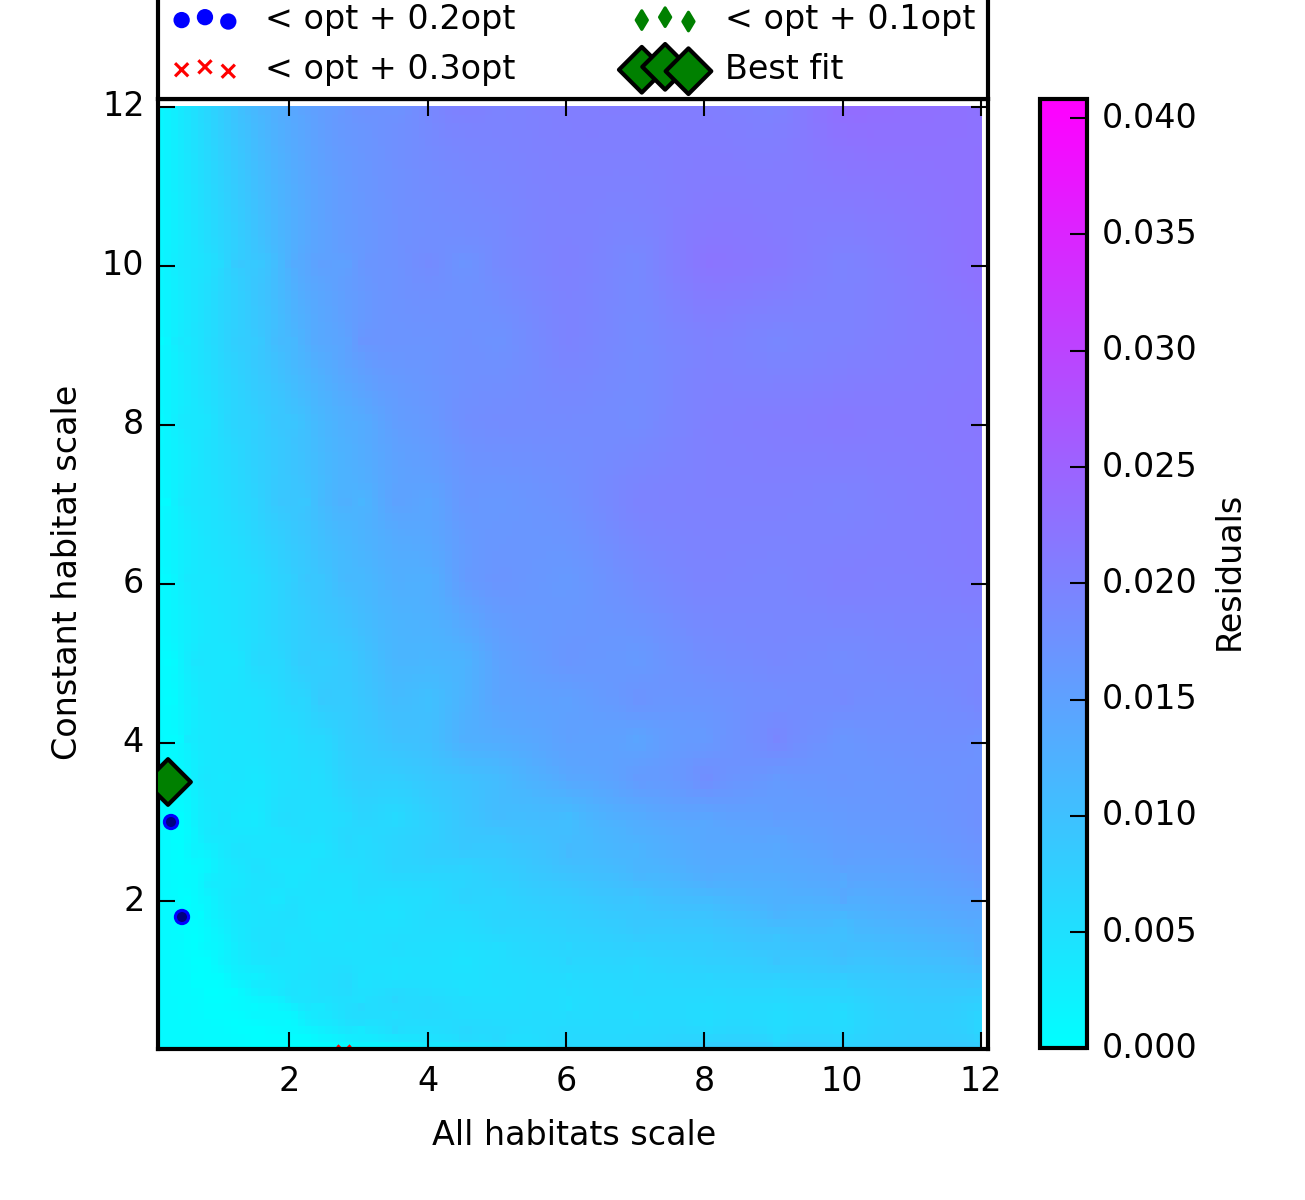 < opt + 0.2opt < opt + 0.1opt
< opt + 0.3opt Best fit
12
10
8
6
4
2
2 4 6 8 10 12
All habitats scale
Constant habitat scale
0.040
0.035
0.030
0.025
0.020
0.015
0.010
0.005
0.000
Residuals